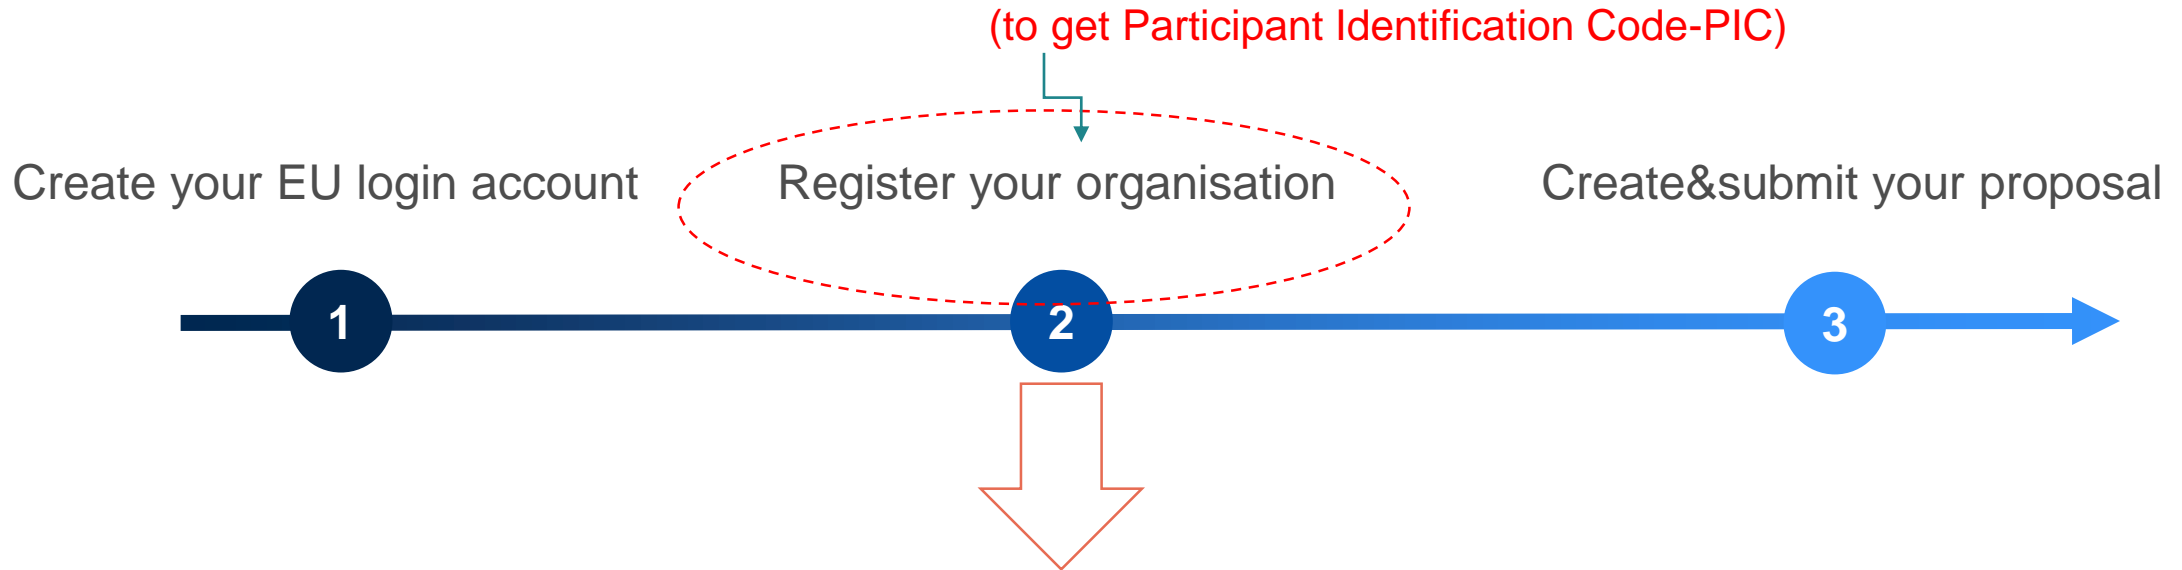 (to get Participant Identification Code-PIC)
Create your EU login account
Register your organisation
Create&submit your proposal
1
2
3